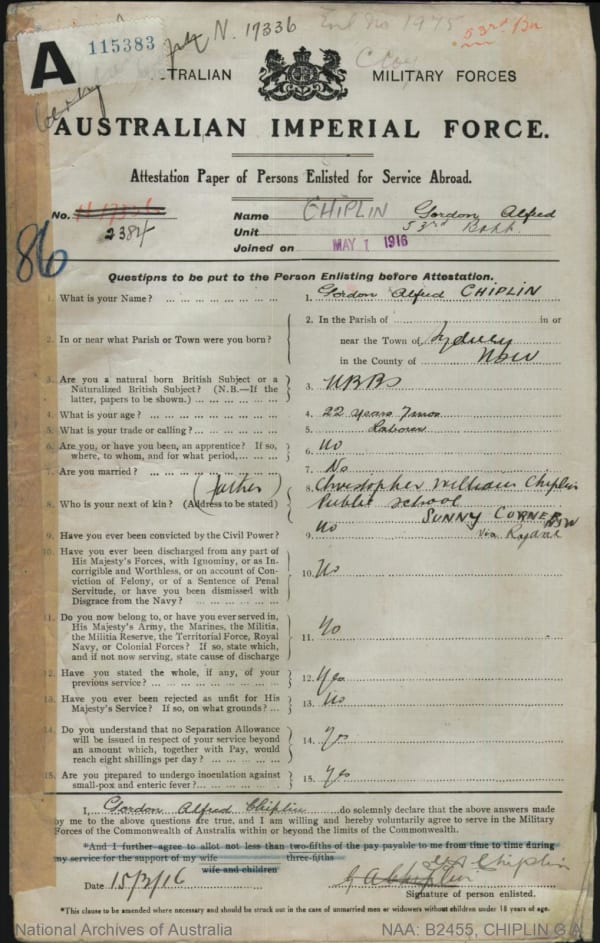 A 115383
N. 19336 Enl No 1975 53rd Bn
TRALIAN MILITARY FORCES
AUSTRALIAN IMPERIAL FORCE.
Attestation Paper of Persons Enlisted for Service Abroad.
No. 2384 Name CHIPLIN Gordon Alfred
Unit 53rd Battn.
Joined on MAY 1 1916
86
Questions to be put to the Person Enlisting before Attestation.
1. What is your Name? ... 1. Gordon Alfred CHIPLIN
2. In or near what Parish or Town were you born? ... 2. In the Parish of ... in or
near the Town of Sydney
in the County of NSW
3. Are you a natural born British Subject or a
Naturalized British Subject? (N.B.—If the
latter, papers to be shown.) ... 3. NBBS
4. What is your age? ... 4. 22 years 7 mos
5. What is your trade or calling? ... 5. Labourer
6. Are you, or have you been, an apprentice? If so,
where, to whom, and for what period, ... 6. No
7. Are you married? ... 7. No
(Father)
8. Who is your next of kin? (Address to be stated) 8. Christopher William Chiplin
Public School
SUNNY CORNER NSW
via Rydal
9. Have you ever been convicted by the Civil Power? 9. No
10. Have you ever been discharged from any part of
His Majesty's Forces, with Ignominy, or as In-
corrigible and Worthless, or on account of Con-
viction of Felony, or of a Sentence of Penal
Servitude, or have you been dismissed with
Disgrace from the Navy? ... 10. No
11. Do you now belong to, or have you ever served in,
His Majesty's Army, the Marines, the Militia,
the Militia Reserve, the Territorial Force, Royal
Navy, or Colonial Forces? If so, state which,
and if not now serving, state cause of discharge 11. No
12. Have you stated the whole, if any, of your
previous service? ... 12. Yes
13. Have you ever been rejected as unfit for His
Majesty's Service? If so, on what grounds? ... 13. No
14. Do you understand that no Separation Allowance
will be issued in respect of your service beyond
an amount which, together with Pay, would
reach eight shillings per day? ... 14. Yes
15. Are you prepared to undergo inoculation against
small-pox and enteric fever? ... 15. Yes
I, Gordon Alfred Chiplin do solemnly declare that the above answers made
by me to the above questions are true, and I am willing and hereby voluntarily agree to serve in the Military
Forces of the Commonwealth of Australia within or beyond the limits of the Commonwealth.
*And I further agree to allot not less than two-fifths of the pay payable to me from time to time during
my service for the support of my wife three-fifths
wife and children
G A Chiplin
Date 15/3/16 G A Chiplin
Signature of person enlisted.
*This clause to be amended where necessary and should be struck out in the case of unmarried men or widowers without children under 18 years of age.
National Archives of Australia NAA: B2455, CHIPLIN G A